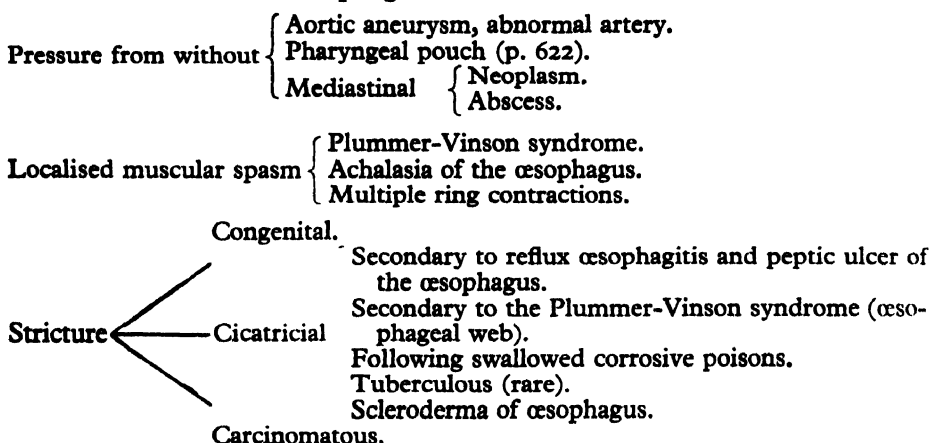 Aortic aneurysm, abnormal artery.
Pressure from without Pharyngeal pouch (p. 622).
Mediastinal Neoplasm.
Abscess.
Plummer-Vinson syndrome.
Localised muscular spasm Achalasia of the œsophagus.
Multiple ring contractions.
Congenital.
Secondary to reflux œsophagitis and peptic ulcer of
the œsophagus.
Secondary to the Plummer-Vinson syndrome (œso-
Stricture Cicatricial phageal web).
Following swallowed corrosive poisons.
Tuberculous (rare).
Scleroderma of œsophagus.
Carcinomatous.